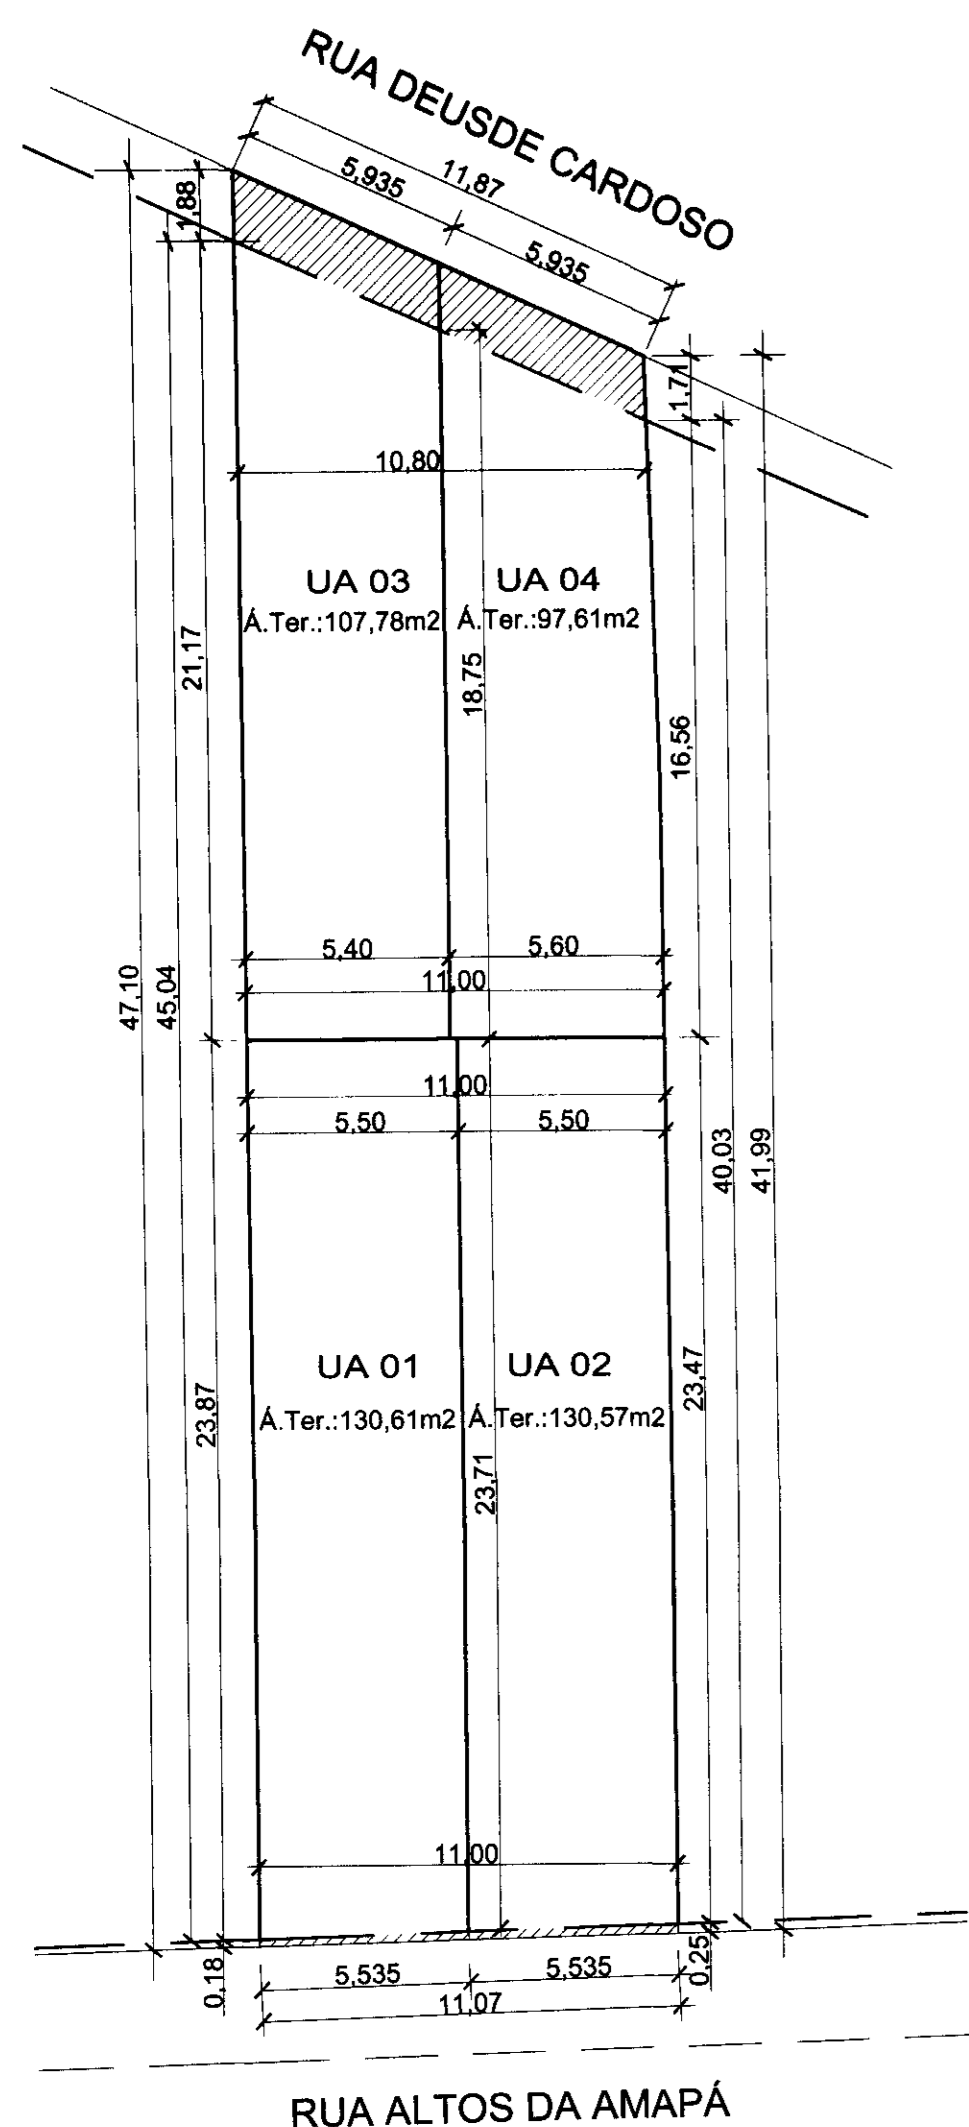 RUA DEUSDE CARDOSO
11,87
5,935
5,935
1,88
1,71
10,80
UA 03
UA 04
Á.Ter.:107,78m2
Á.Ter.:97,61m2
21,17
18,75
16,56
5,40
5,60
11,00
47,10
45,04
11,00
5,50
5,50
40,03
41,99
UA 01
UA 02
Á.Ter.:130,61m2
Á.Ter.:130,57m2
23,87
23,71
23,47
11,00
0,18
5,535
5,535
0,25
11,07
RUA ALTOS DA AMAPÁ